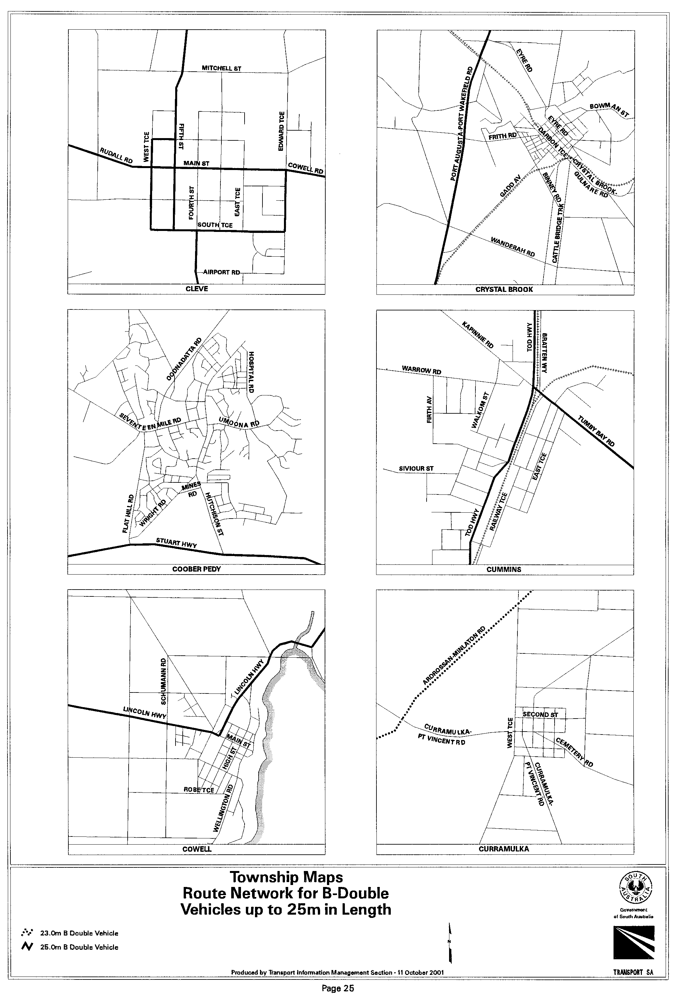 MITCHELL ST
FIFTH ST
EDWARD TCE
WEST TCE
RUDALL RD
MAIN ST
COWELL RD
FOURTH ST
EAST TCE
SOUTH TCE
AIRPORT RD
CLEVE
EYRE RD
PORT AUGUSTA-PORT WAKEFIELD RD
BOWMAN ST
EYRE RD
DARBON TCE
FRITH RD
CRYSTAL BROOK-
GULNARE RD
GADD AV
BINNEY RD
CATTLE BRIDGE TRK
WANDERAH RD
CRYSTAL BROOK
OODNADATTA RD
HOSPITAL RD
SEVENTEEN MILE RD
UMOONA RD
MINES
RD
FLAT HILL RD
WRIGHT RD
HUTCHISON ST
STUART HWY
COOBER PEDY
KAPINNIE RD
TOD HWY
BRATTEN WY
WARROW RD
FIRTH AV
WALKOM ST
TUMBY BAY RD
SIVIOUR ST
EAST TCE
TOD HWY
RAILWAY TCE
CUMMINS
SCHUMANN RD
LINCOLN HWY
LINCOLN HWY
MAIN ST
HIGH ST
ROBE TCE
WELLINGTON RD
COWELL
ARDROSSAN-MINLATON RD
SECOND ST
WEST TCE
CURRAMULKA-
PT VINCENT RD
CEMETERY RD
CURRAMULKA-
PT VINCENT RD
CURRAMULKA
Township Maps
Route Network for B-Double
Vehicles up to 25m in Length
SOUTH
AUSTRALIA
Government
of South Australia
23.0m B Double Vehicle
25.0m B Double Vehicle
N
Produced by Transport Information Management Section - 11 October 2001
TRANSPORT SA
Page 25